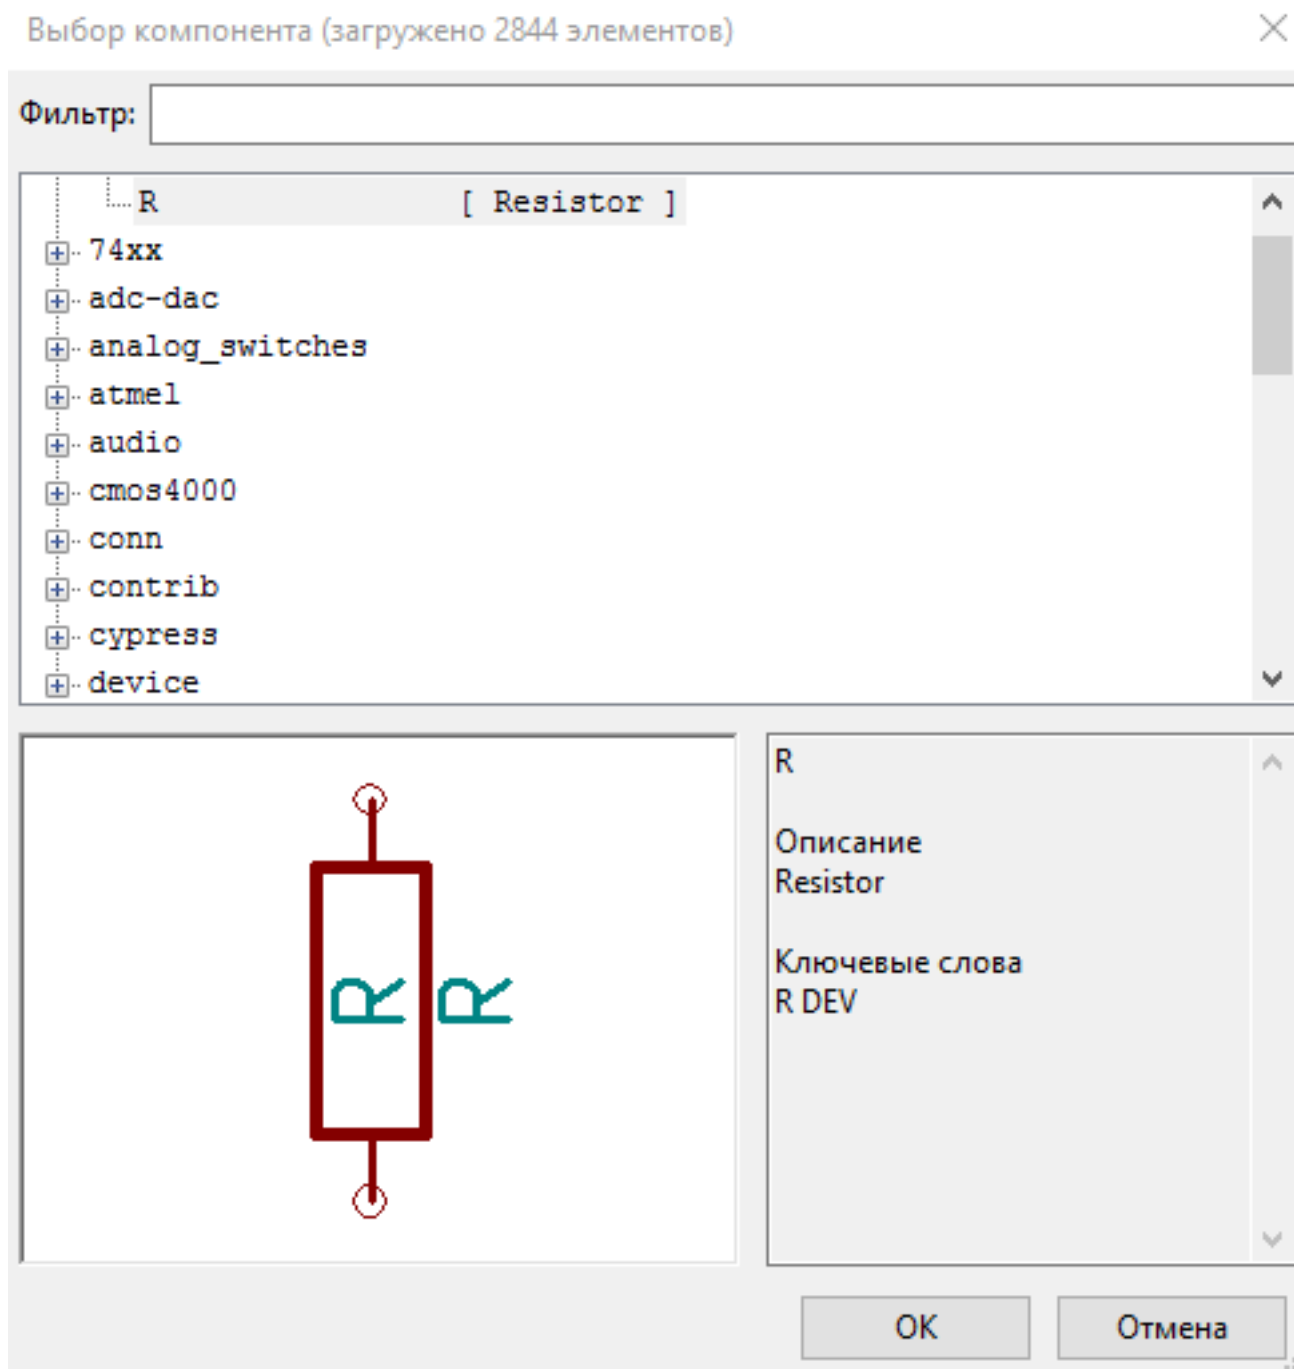 Выбор компонента (загружено 2844 элементов)
Фильтр:
R [ Resistor ]
74xx
adc-dac
analog_switches
atmel
audio
cmos4000
conn
contrib
cypress
device
R R
R
Описание
Resistor
Ключевые слова
R DEV
OK Отмена